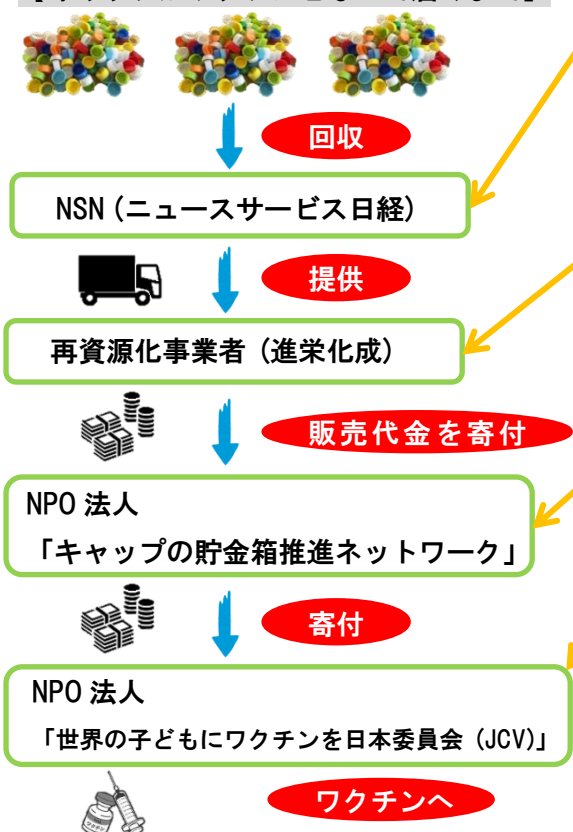 回収
NSN(ニュースサービス日経)
提供
再資源化事業者(進栄化成)
販売代金を寄付
NPO 法人
「キャップの貯金箱推進ネットワーク」
寄付
NPO 法人
「世界の子どもにワクチンを日本委員会(JCV)」
ワクチンへ